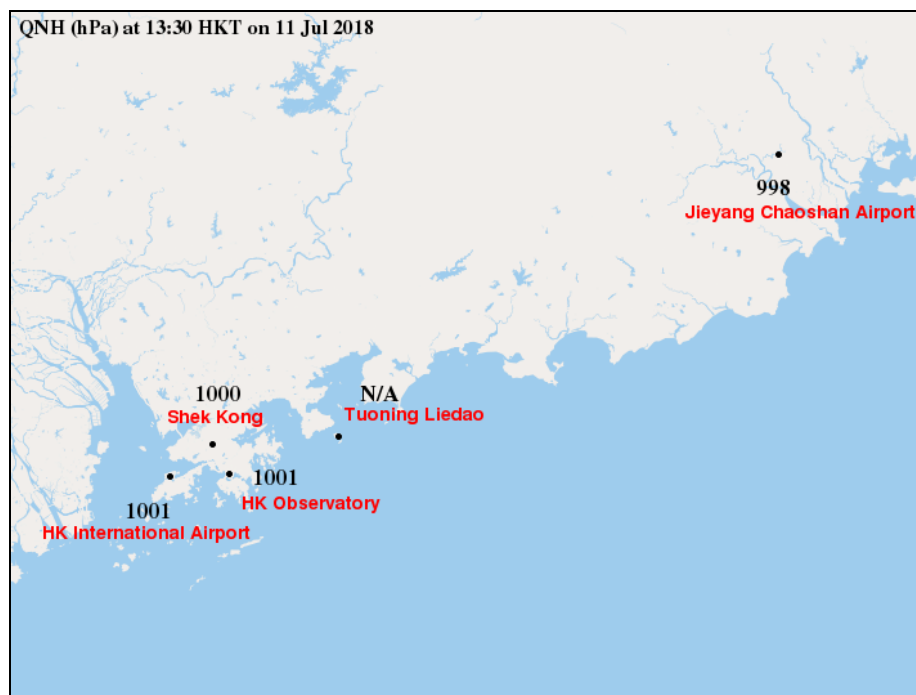 QNH (hPa) at 13:30 HKT on 11 Jul 2018
998
Jieyang Chaoshan Airport
1000
Shek Kong
N/A
Tuoning Liedao
1001
HK Observatory
1001
HK International Airport